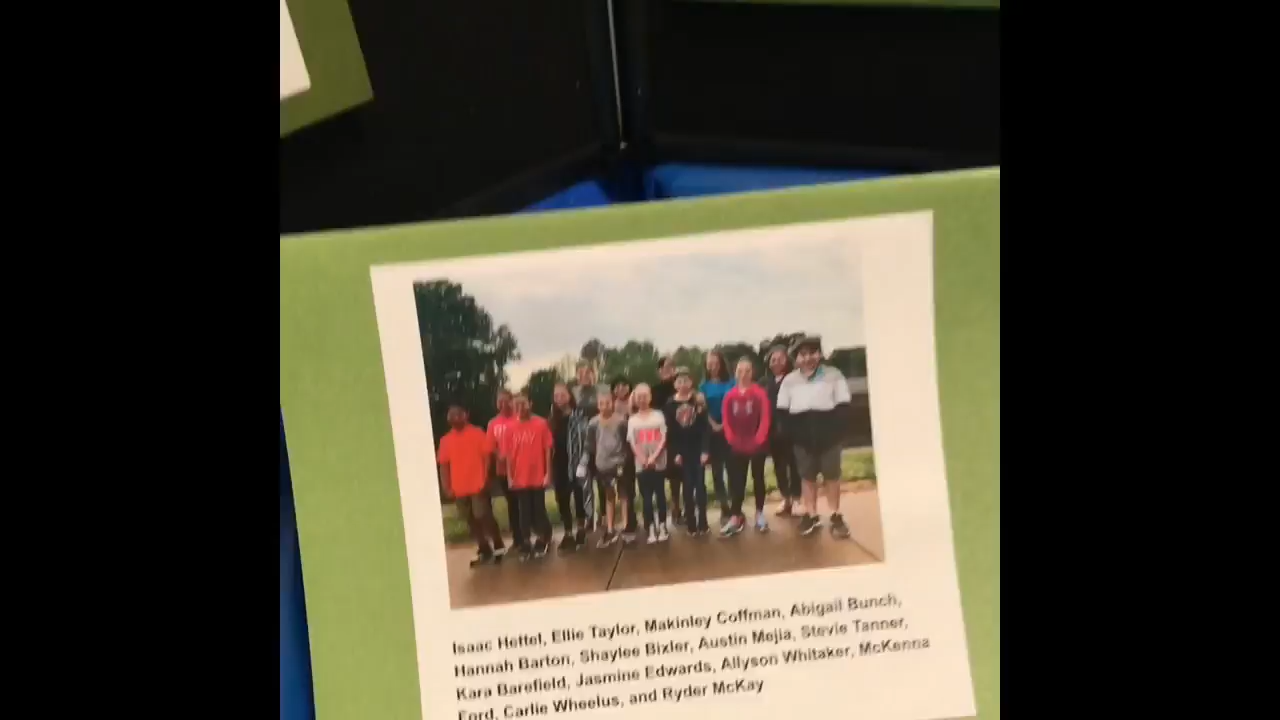 Isaac Hettel, Ellie Taylor, Makinley Coffman, Abigail Bunch,
Hannah Barton, Shaylee Bixler, Austin Mejia, Stevie Tanner,
Kara Barefield, Jasmine Edwards, Allyson Whitaker, McKenna
Ford, Carlie Wheelus, and Ryder McKay